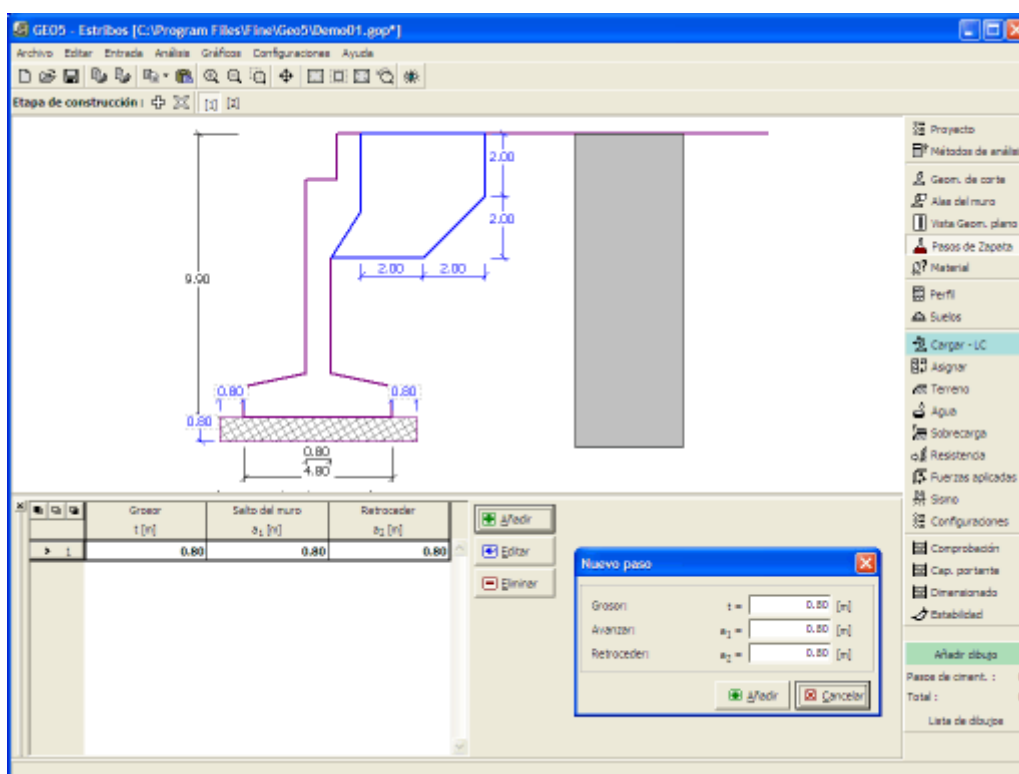 GEO5 - Estribos [C:\Program Files\Fine\Geo5\Demo01.gop*]
Archivo Editar Entrada Análisis Gráficos Configuraciones Ayuda
Etapa de construcción : [1] [2]
2.00
2.00
2.00 2.00
9.90
0.80 0.80
0.80
0.80
4.80
Proyecto
Métodos de análisi
Geom. de corte
Alas del muro
Vista Geom. plano
Pasos de Zapata
Material
Perfil
Suelos
Cargar - LC
Asignar
Terreno
Agua
Sobrecarga
Resistencia
Fuerzas aplicadas
Sismo
Configuraciones
Comprobación
Cap. portante
Dimensionado
Estabilidad
Añadir dibujo
Pasos de ciment. :
Total :
Lista de dibujos
Grosor Salto del muro Retroceder
t [m] a1 [m] a2 [m]
> 1 0.80 0.80 0.80
Añadir
Editar
Eliminar
Nuevo paso
Grosor: t = 0.80 [m]
Avanzar: a1 = 0.80 [m]
Retroceder: a2 = 0.80 [m]
Añadir Cancelar